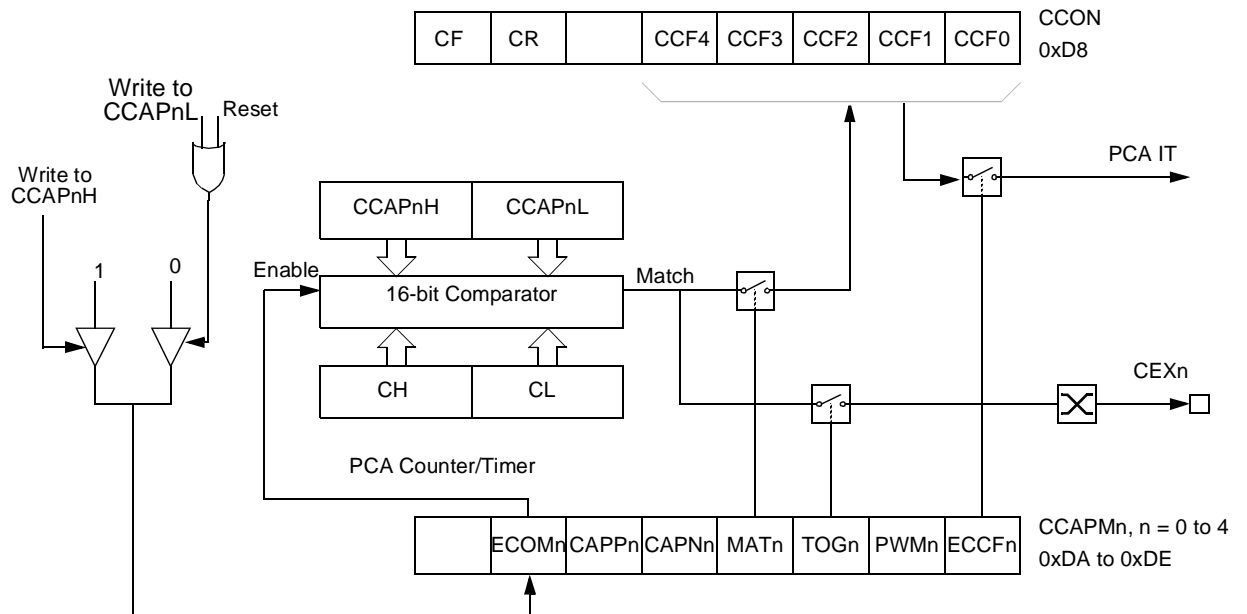 CF CR CCF4 CCF3 CCF2 CCF1 CCF0
CCON
0xD8
Write to
CCAPnL
Reset
Write to
CCAPnH
PCA IT
CCAPnH CCAPnL
1
0
Enable
16-bit Comparator
Match
CH CL
CEXn
PCA Counter/Timer
ECOMn CAPPn CAPNn MATn TOGn PWMn ECCFn
CCAPMn, n = 0 to 4
0xDA to 0xDE